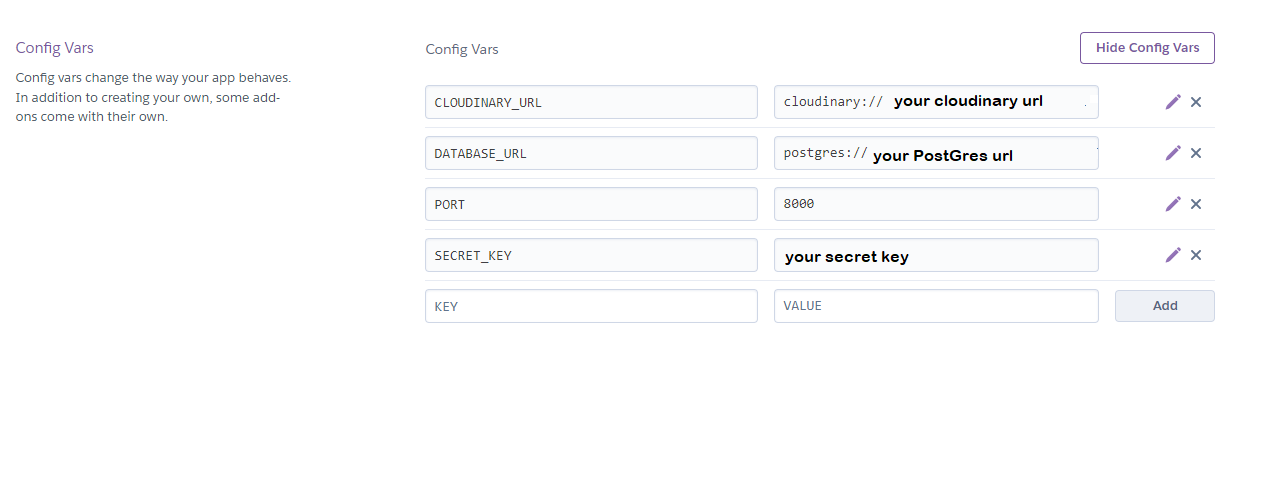 Config Vars
Config vars change the way your app behaves.
In addition to creating your own, some add-
ons come with their own.
Config Vars
Hide Config Vars
CLOUDINARY_URL cloudinary:// your cloudinary url
DATABASE_URL postgres:// your PostGres url
PORT 8000
SECRET_KEY your secret key
KEY VALUE Add